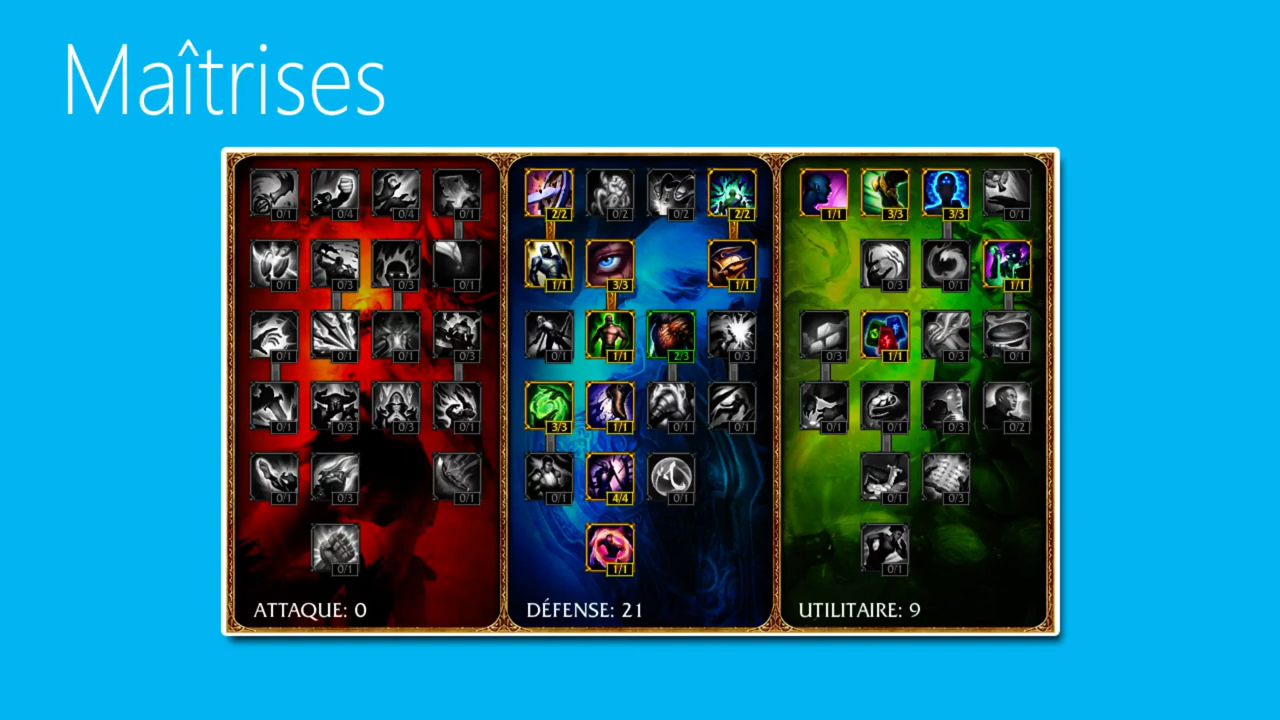 Maîtrises
0/1 0/4 0/4 0/1 2/2 0/2 0/2 2/2 1/1 3/3 3/3 0/1
0/1 0/3 0/3 0/1 1/1 3/3 1/1 0/3 0/1 1/1
0/1 0/1 0/1 0/3 0/1 1/1 2/3 0/3 0/3 1/1 0/3 0/1
0/1 0/3 0/3 0/1 3/3 1/1 0/1 0/1 0/1 0/1 0/3 0/2
0/1 0/3 0/1 0/1 4/4 0/1 0/1 0/3
0/1 1/1 0/1
ATTAQUE: 0 DÉFENSE: 21 UTILITAIRE: 9